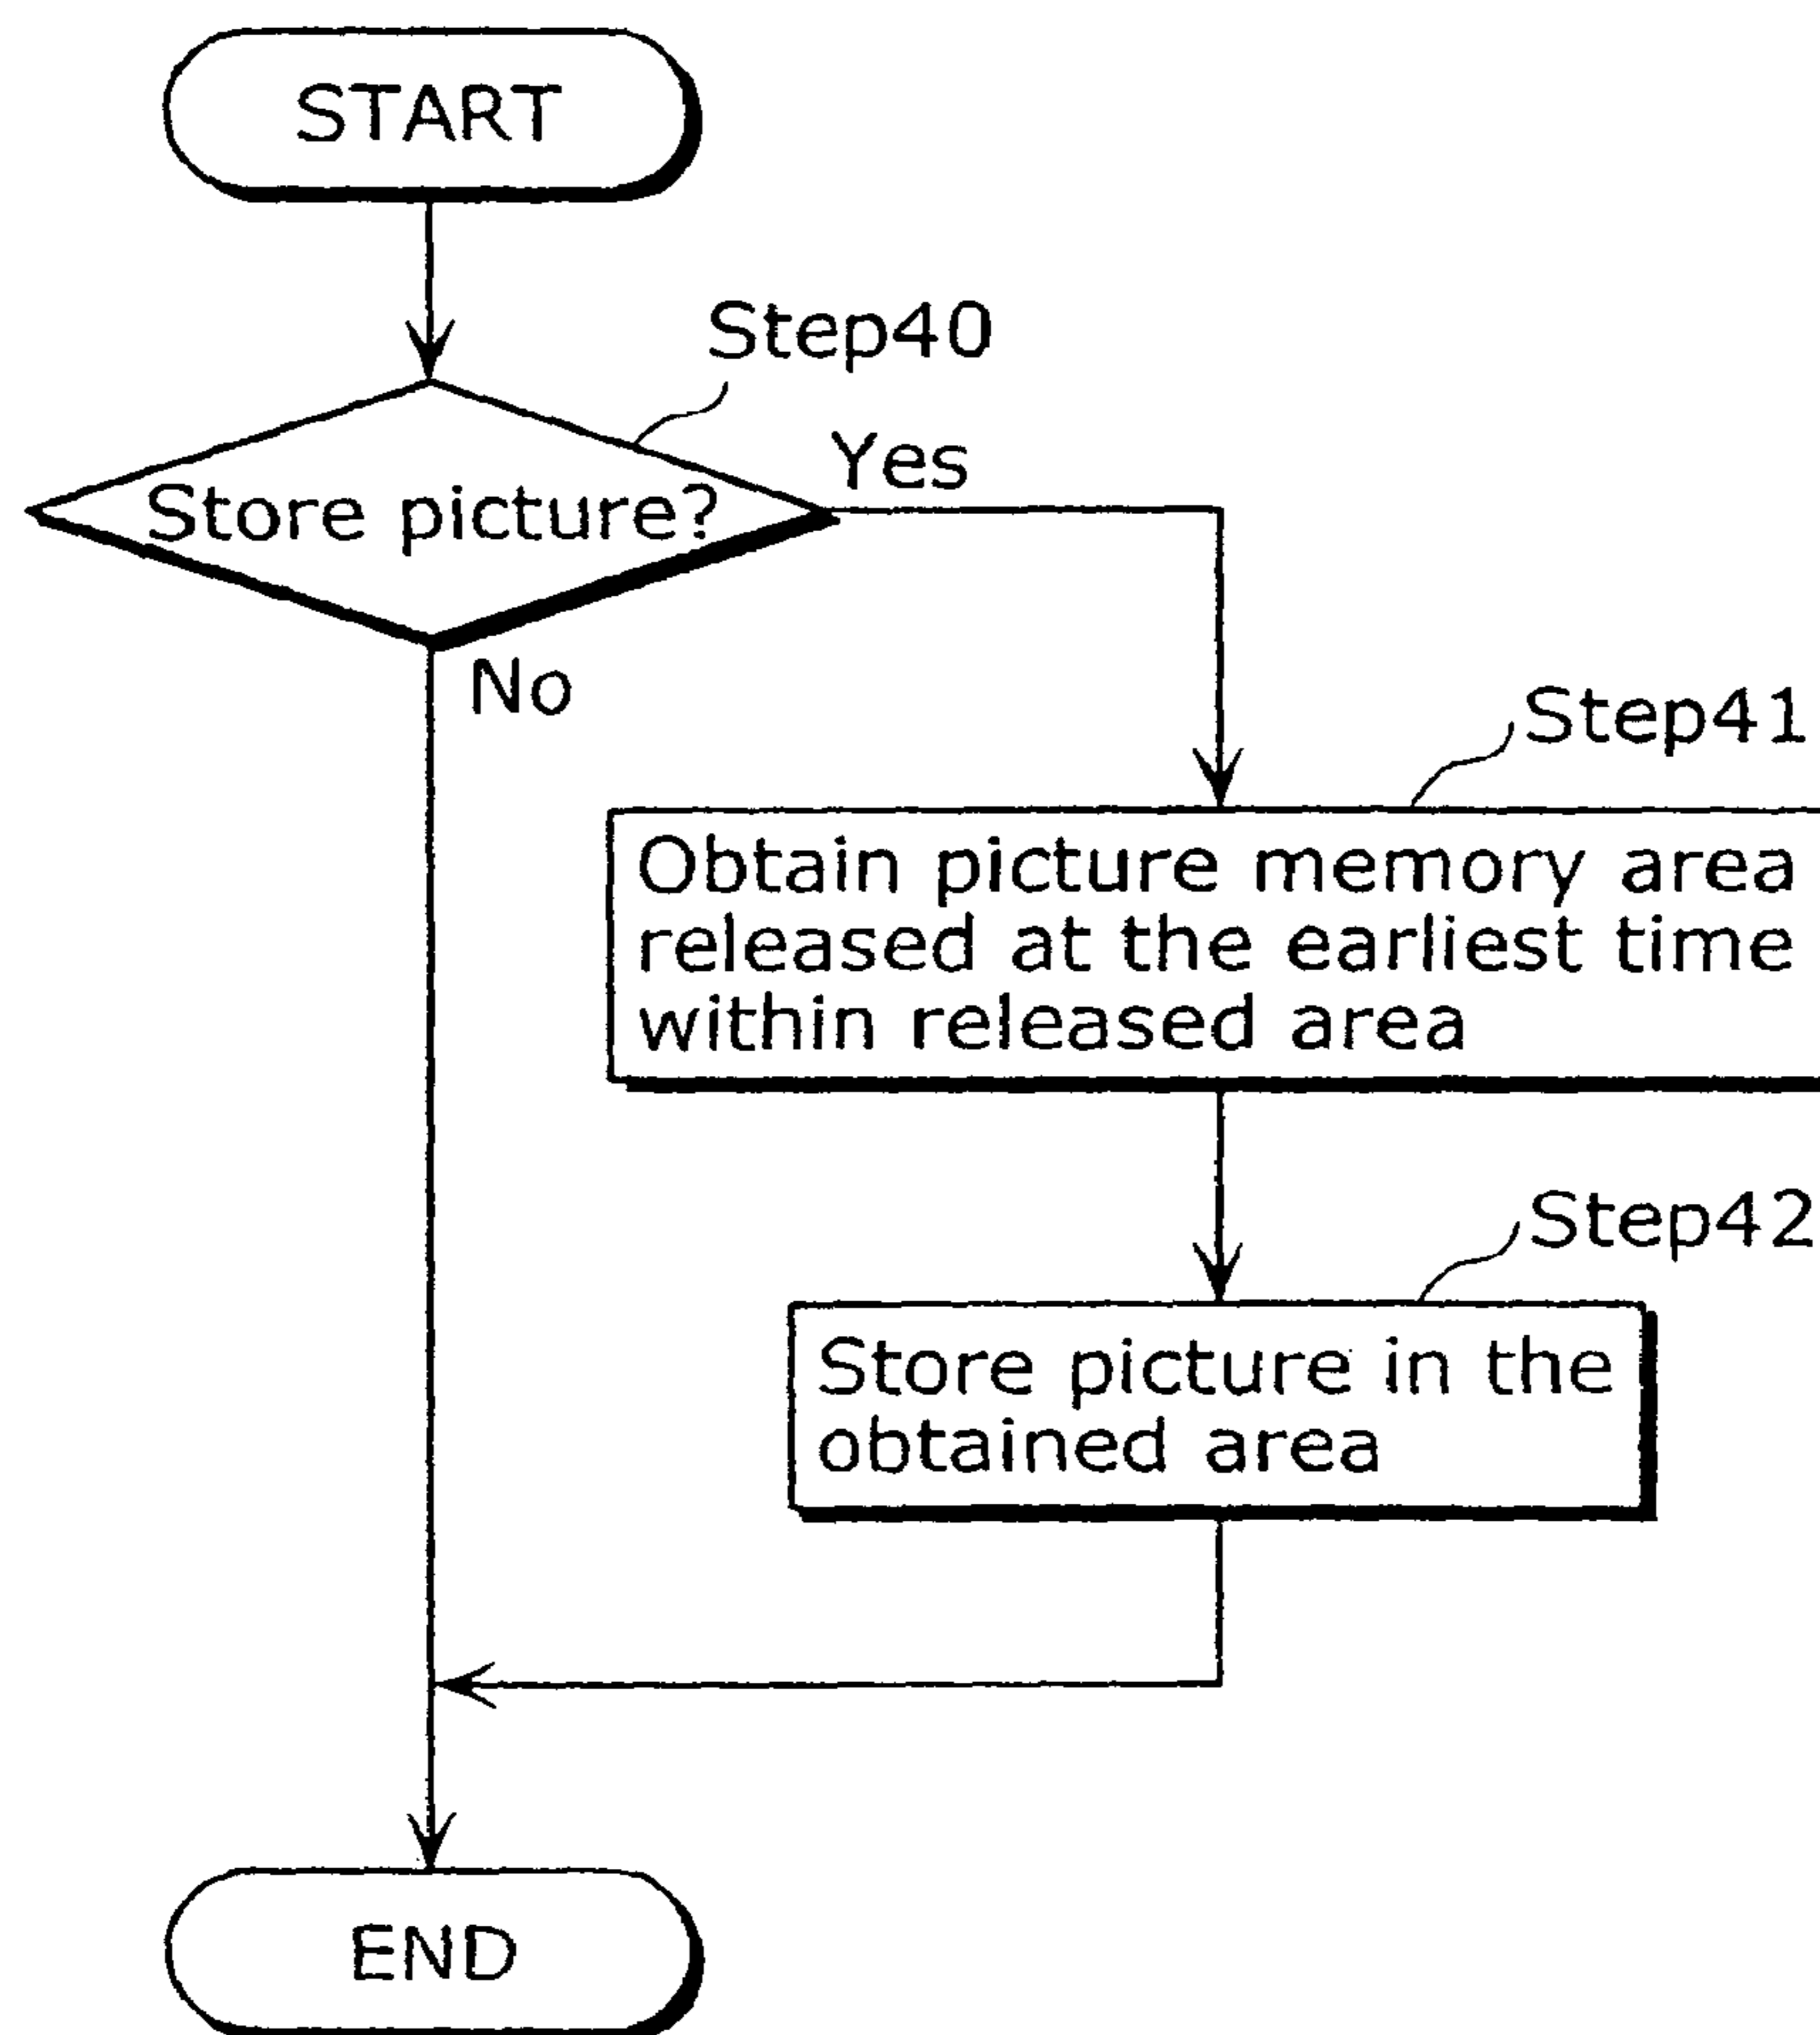 START
Step40
Store picture?
Yes
No
Step41
Obtain picture memory area
released at the earliest time
within released area
Step42
Store picture in the
obtained area
END